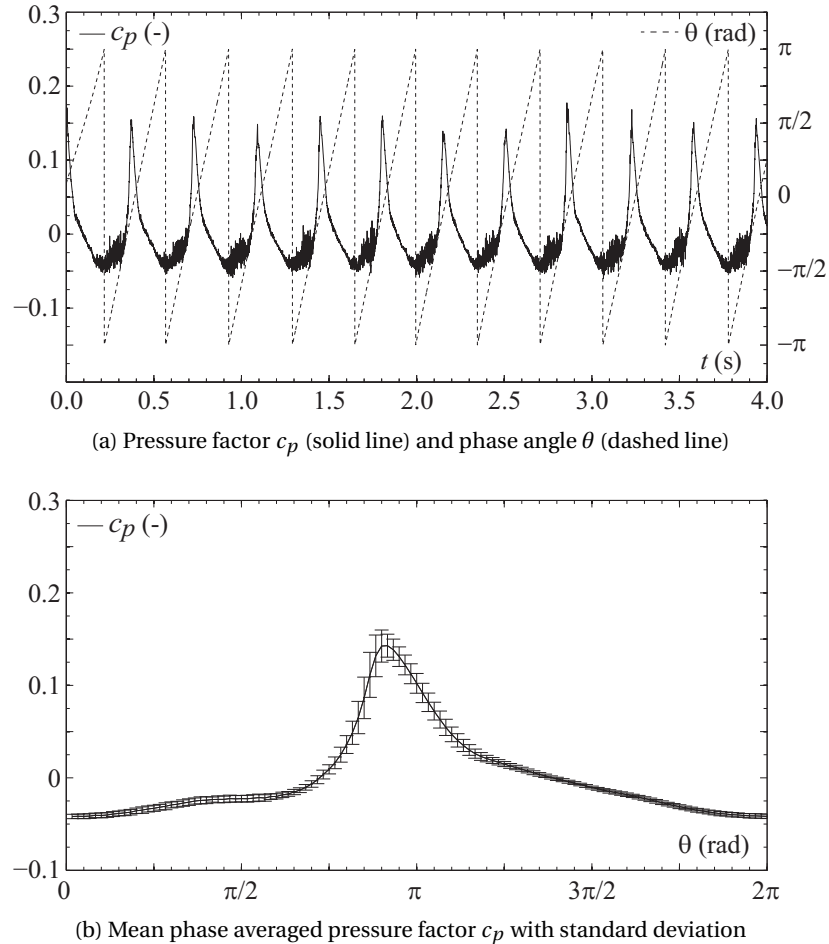 0.3
c_p (-)
θ (rad)
π
0.2
π/2
0.1
0
0
−π/2
−0.1
−π
t (s)
0.0 0.5 1.0 1.5 2.0 2.5 3.0 3.5 4.0
(a) Pressure factor c_p (solid line) and phase angle θ (dashed line)
0.3
c_p (-)
0.2
0.1
0
θ (rad)
−0.1
0 π/2 π 3π/2 2π
(b) Mean phase averaged pressure factor c_p with standard deviation